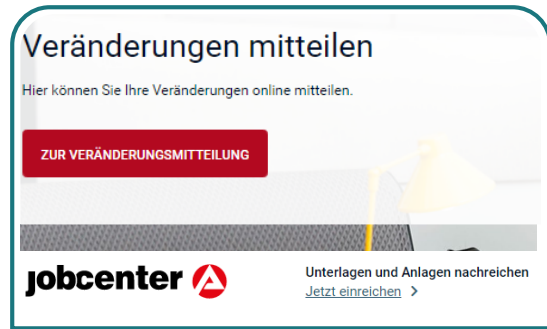 Veränderungen mitteilen
Hier können Sie Ihre Veränderungen online mitteilen.
ZUR VERÄNDERUNGSMITTEILUNG
jobcenter
Unterlagen und Anlagen nachreichen
Jetzt einreichen